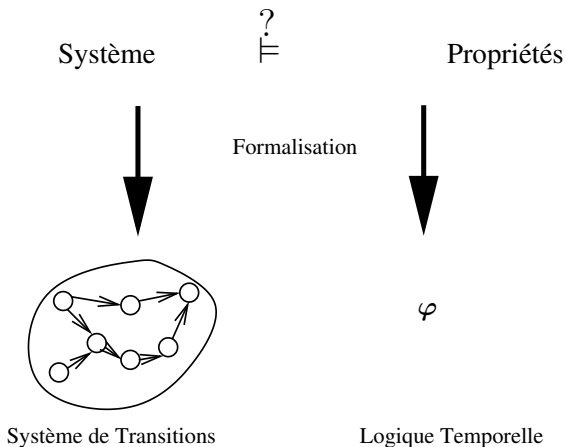 ?
Système ⊨ Propriétés
Formalisation
φ
Système de Transitions Logique Temporelle